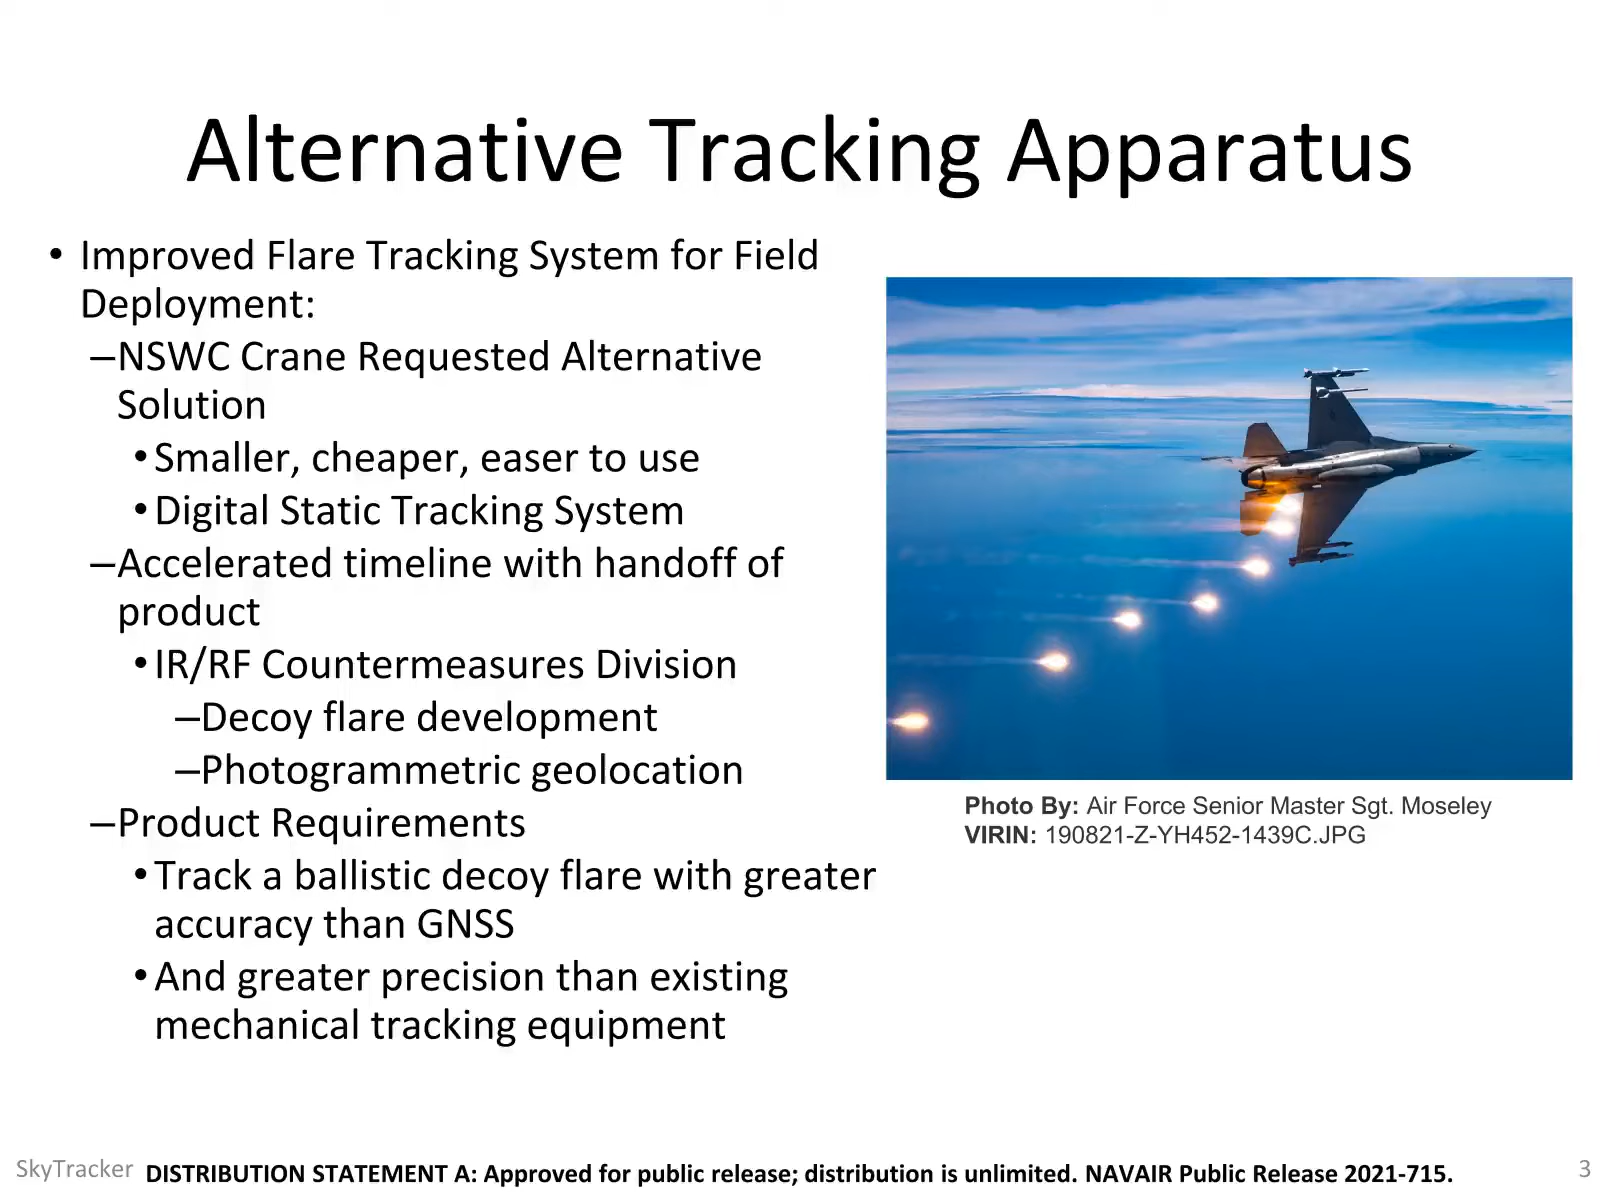 Alternative Tracking Apparatus
• Improved Flare Tracking System for Field
Deployment:
–NSWC Crane Requested Alternative
Solution
•Smaller, cheaper, easer to use
•Digital Static Tracking System
–Accelerated timeline with handoff of
product
•IR/RF Countermeasures Division
–Decoy flare development
–Photogrammetric geolocation
–Product Requirements
•Track a ballistic decoy flare with greater
accuracy than GNSS
•And greater precision than existing
mechanical tracking equipment
Photo By: Air Force Senior Master Sgt. Moseley
VIRIN: 190821-Z-YH452-1439C.JPG
SkyTracker
DISTRIBUTION STATEMENT A: Approved for public release; distribution is unlimited. NAVAIR Public Release 2021-715.
3